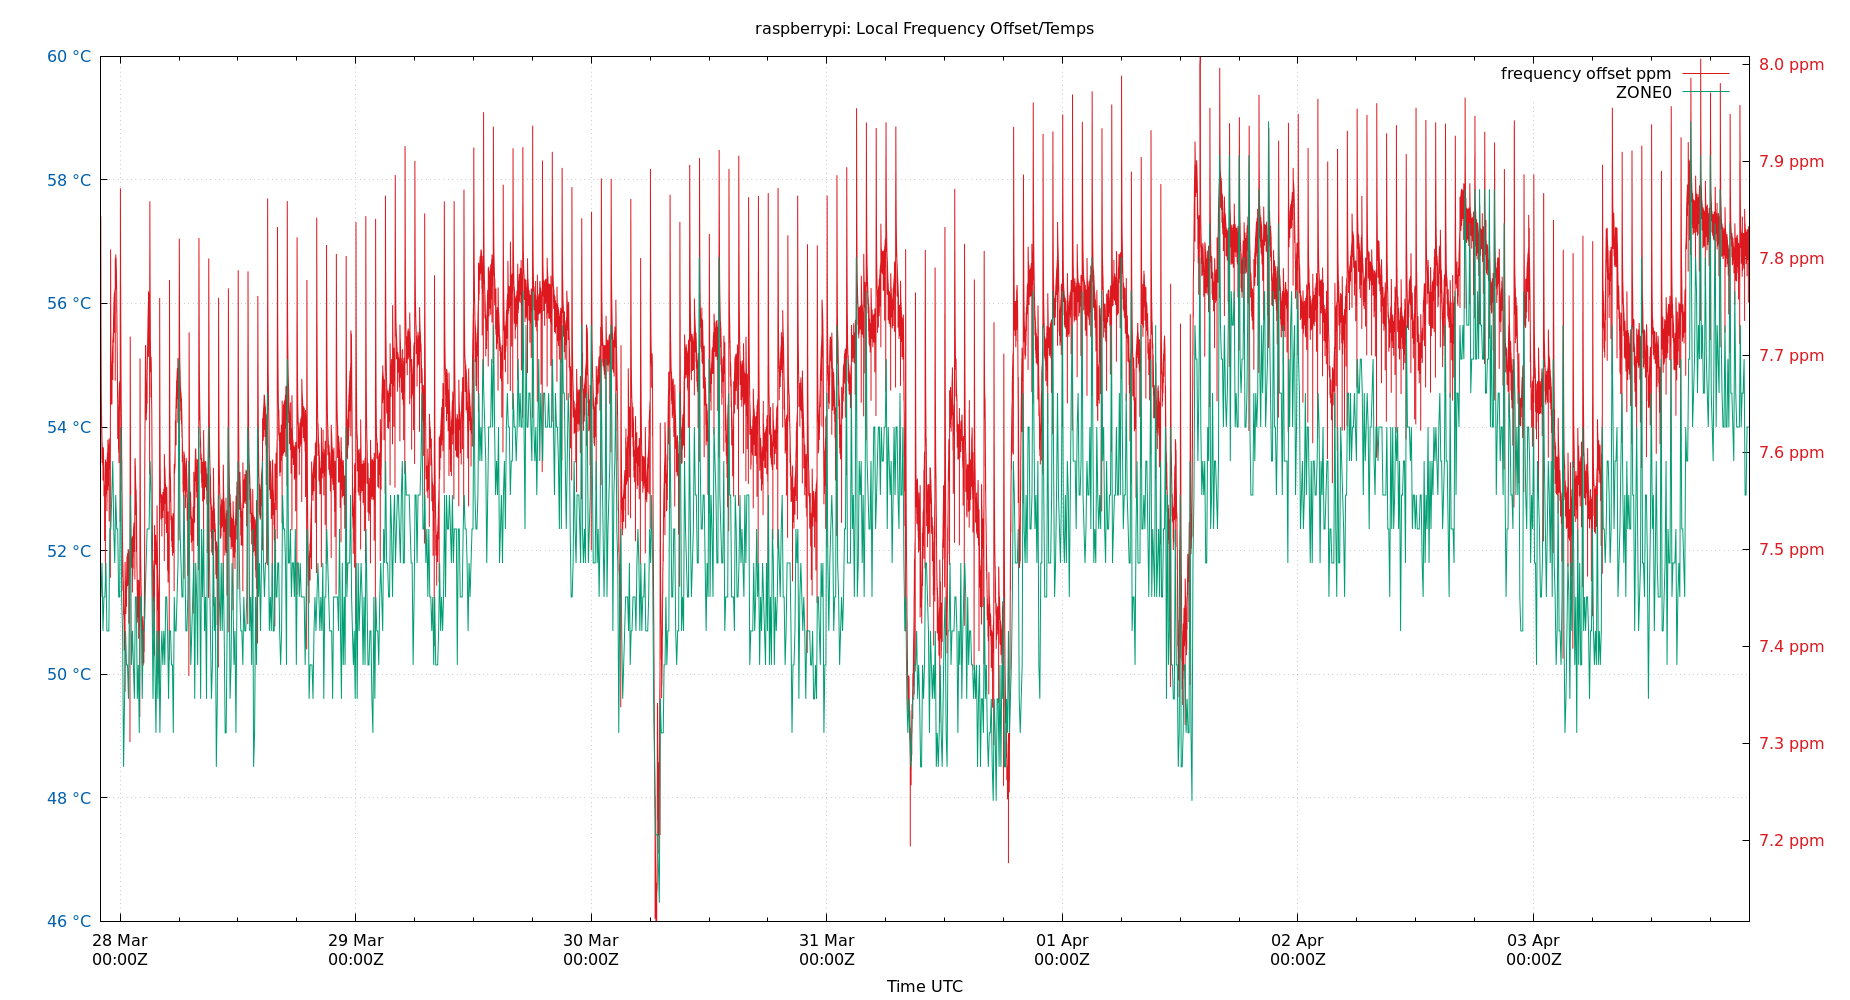 raspberrypi: Local Frequency Offset/Temps
60 °C
58 °C
56 °C
54 °C
52 °C
50 °C
48 °C
46 °C
frequency offset ppm
ZONE0
8.0 ppm
7.9 ppm
7.8 ppm
7.7 ppm
7.6 ppm
7.5 ppm
7.4 ppm
7.3 ppm
7.2 ppm
28 Mar
00:00Z
29 Mar
00:00Z
30 Mar
00:00Z
31 Mar
00:00Z
01 Apr
00:00Z
02 Apr
00:00Z
03 Apr
00:00Z
Time UTC